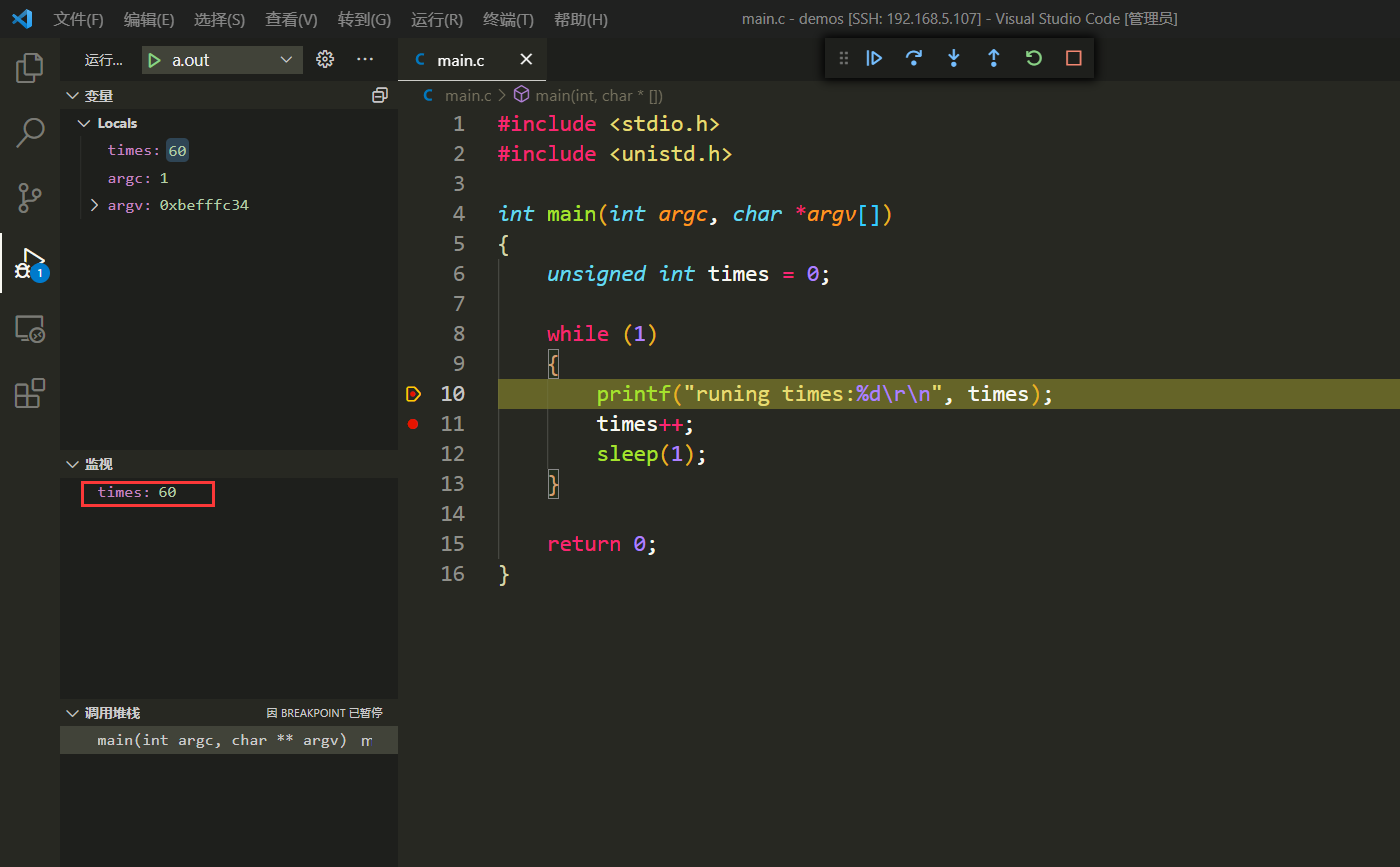 文件(F) 编辑(E) 选择(S) 查看(V) 转到(G) 运行(R) 终端(T) 帮助(H) main.c - demos [SSH: 192.168.5.107] - Visual Studio Code [管理员]
运行... a.out
变量
Locals
times: 60
argc: 1
argv: 0xbefffc34
监视
times: 60
调用堆栈 因 BREAKPOINT 已暂停
main(int argc, char ** argv) m
1
C main.c
C main.c > main(int, char * [])
1 #include <stdio.h>
2 #include <unistd.h>
3
4 int main(int argc, char *argv[])
5 {
6 unsigned int times = 0;
7
8 while (1)
9 {
10 printf("runing times:%d\r\n", times);
11 times++;
12 sleep(1);
13 }
14
15 return 0;
16 }